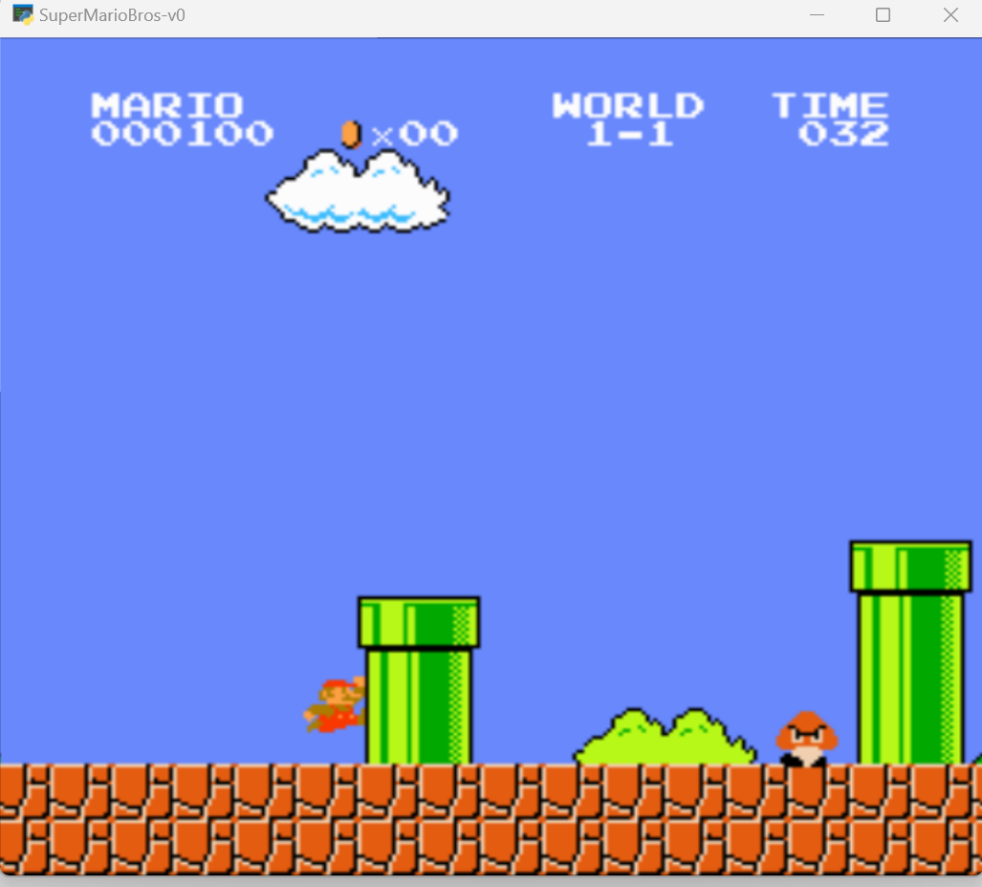 SuperMarioBros-v0
MARIO WORLD TIME
000100 ×00 1-1 032